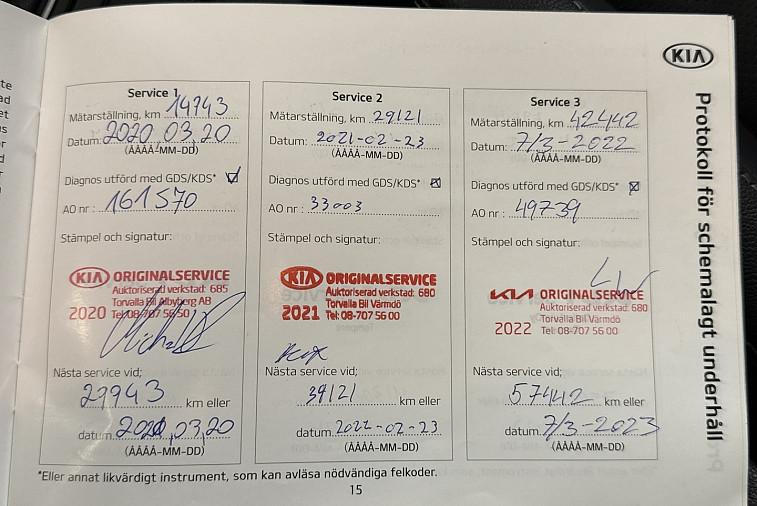 KIA
Protokoll för schemalagt underhåll
Service 1
Mätarställning, km 14943
Datum: 2020,03,20
(ÅÅÅÅ-MM-DD)
Diagnos utförd med GDS/KDS*
AO nr : 161570
Stämpel och signatur:
KIA ORIGINALSERVICE
Auktoriserad verkstad: 685
Torvalla Bil Albyberg AB
2020 Tel: 08-707 56 50
Nästa service vid;
29943 km eller
datum 03,20
(ÅÅÅÅ-MM-DD)
Service 2
Mätarställning, km 29121
Datum: 2021-02-23
(ÅÅÅÅ-MM-DD)
Diagnos utförd med GDS/KDS*
AO nr : 33003
Stämpel och signatur:
KIA ORIGINALSERVICE
Auktoriserad verkstad: 680
Torvalla Bil Värmdö
2021 Tel: 08-707 56 00
Nästa service vid;
39121 km eller
datum 2022-02-23
(ÅÅÅÅ-MM-DD)
Service 3
Mätarställning, km 42442
Datum: 7/3-2022
(ÅÅÅÅ-MM-DD)
Diagnos utförd med GDS/KDS*
AO nr : 49739
Stämpel och signatur:
KIA ORIGINALSERVICE
Auktoriserad verkstad: 680
Torvalla Bil Värmdö
2022 Tel: 08-707 56 00
Nästa service vid;
57442 km eller
datum 7/3-2023
(ÅÅÅÅ-MM-DD)
*Eller annat likvärdigt instrument, som kan avläsa nödvändiga felkoder.
15